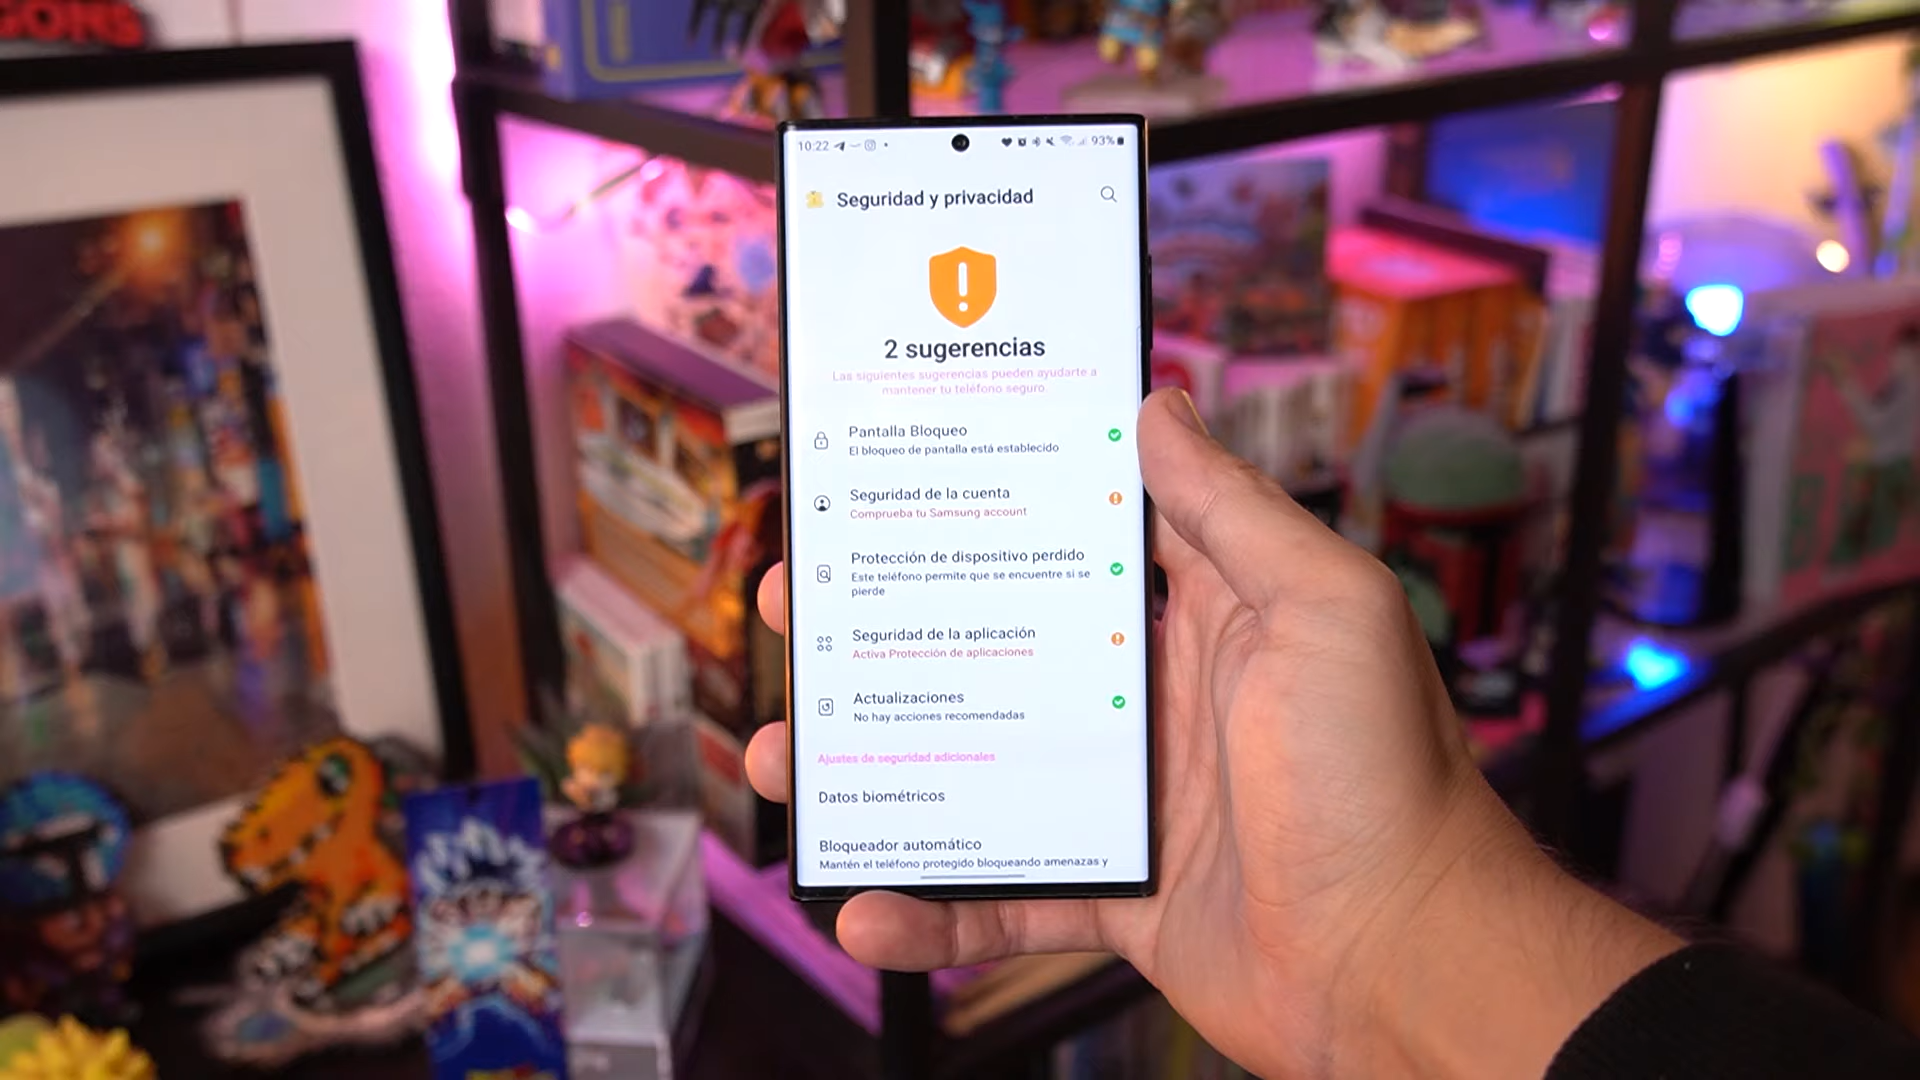 GONS
10:22
93%
Seguridad y privacidad
2 sugerencias
Las siguientes sugerencias pueden ayudarte a
mantener tu teléfono seguro.
Pantalla Bloqueo
El bloqueo de pantalla está establecido
Seguridad de la cuenta
Comprueba tu Samsung account
Protección de dispositivo perdido
Este teléfono permite que se encuentre si se
pierde
Seguridad de la aplicación
Activa Protección de aplicaciones
Actualizaciones
No hay acciones recomendadas
Ajustes de seguridad adicionales
Datos biométricos
Bloqueador automático
Mantén el teléfono protegido bloqueando amenazas y